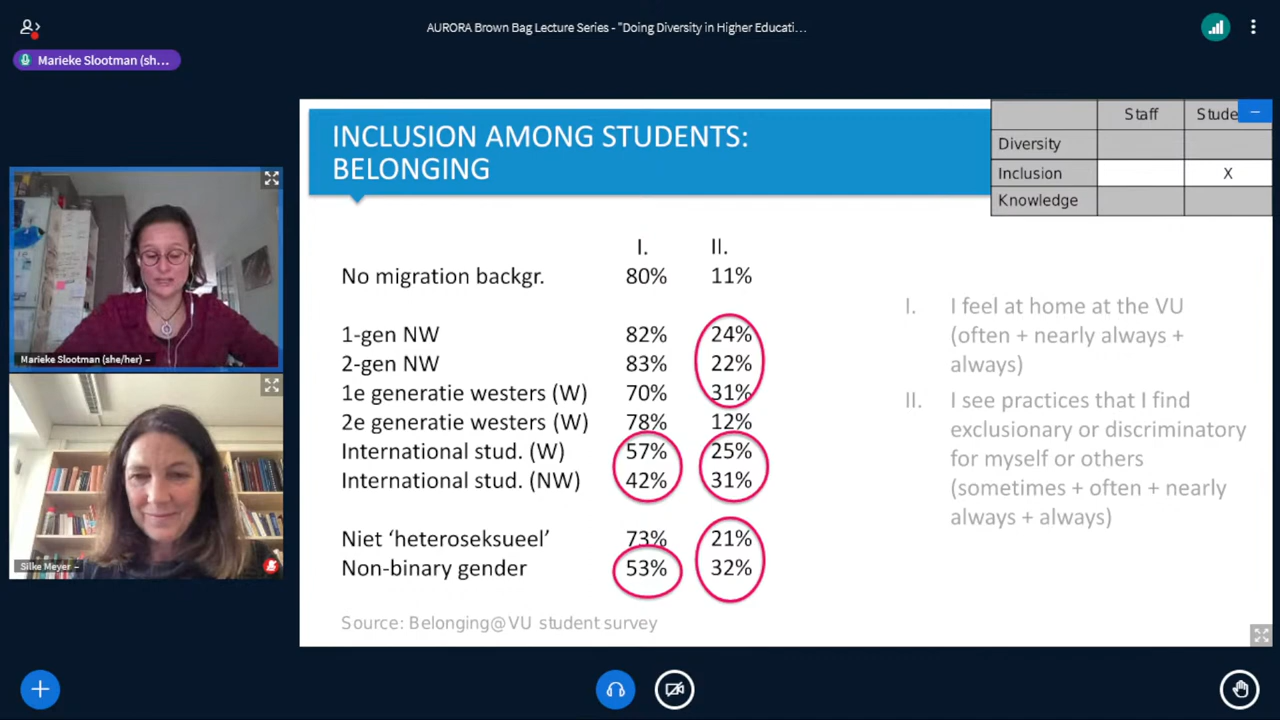 AURORA Brown Bag Lecture Series - "Doing Diversity in Higher Educati...
Marieke Slootman (sh...
Marieke Slootman (she/her) –
Silke Meyer –
INCLUSION AMONG STUDENTS:
BELONGING
Staff Stude
Diversity
Inclusion X
Knowledge
I. II.
No migration backgr. 80% 11%
1-gen NW 82% 24%
2-gen NW 83% 22%
1e generatie westers (W) 70% 31%
2e generatie westers (W) 78% 12%
International stud. (W) 57% 25%
International stud. (NW) 42% 31%
Niet ‘heteroseksueel’ 73% 21%
Non-binary gender 53% 32%
Source: Belonging@VU student survey
I. I feel at home at the VU
(often + nearly always +
always)
II. I see practices that I find
exclusionary or discriminatory
for myself or others
(sometimes + often + nearly
always + always)